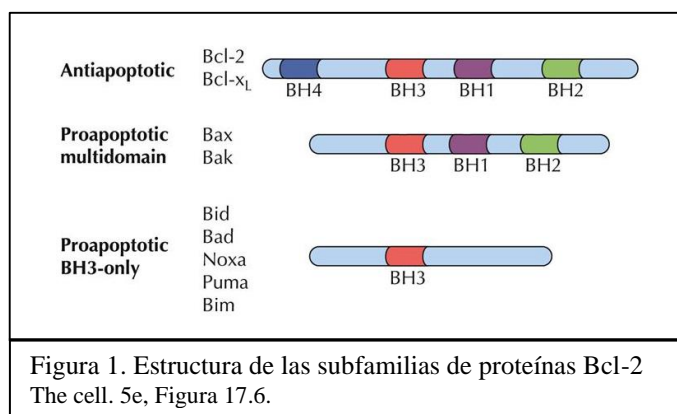 Antiapoptotic
Bcl-2
Bcl-xL
BH4
BH3
BH1
BH2
Proapoptotic
multidomain
Bax
Bak
BH3
BH1
BH2
Proapoptotic
BH3-only
Bid
Bad
Noxa
Puma
Bim
BH3
Figura 1. Estructura de las subfamilias de proteínas Bcl-2
The cell. 5e, Figura 17.6.